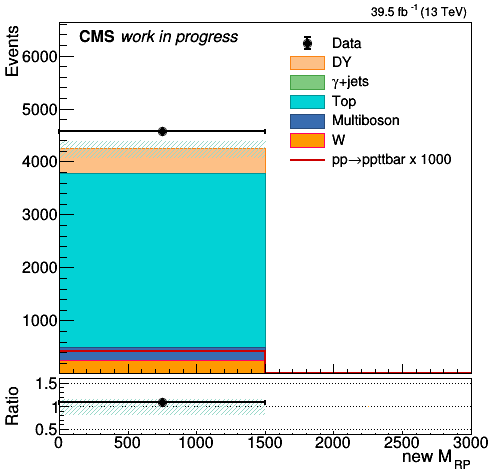 39.5 fb⁻¹ (13 TeV)
CMS work in progress
Data
DY
γ+jets
Top
Multiboson
W
pp→ppttbar x 1000
Events
6000
5000
4000
3000
2000
1000
Ratio
1.5
1
0.5
0 500 1000 1500 2000 2500 3000
new M_RP